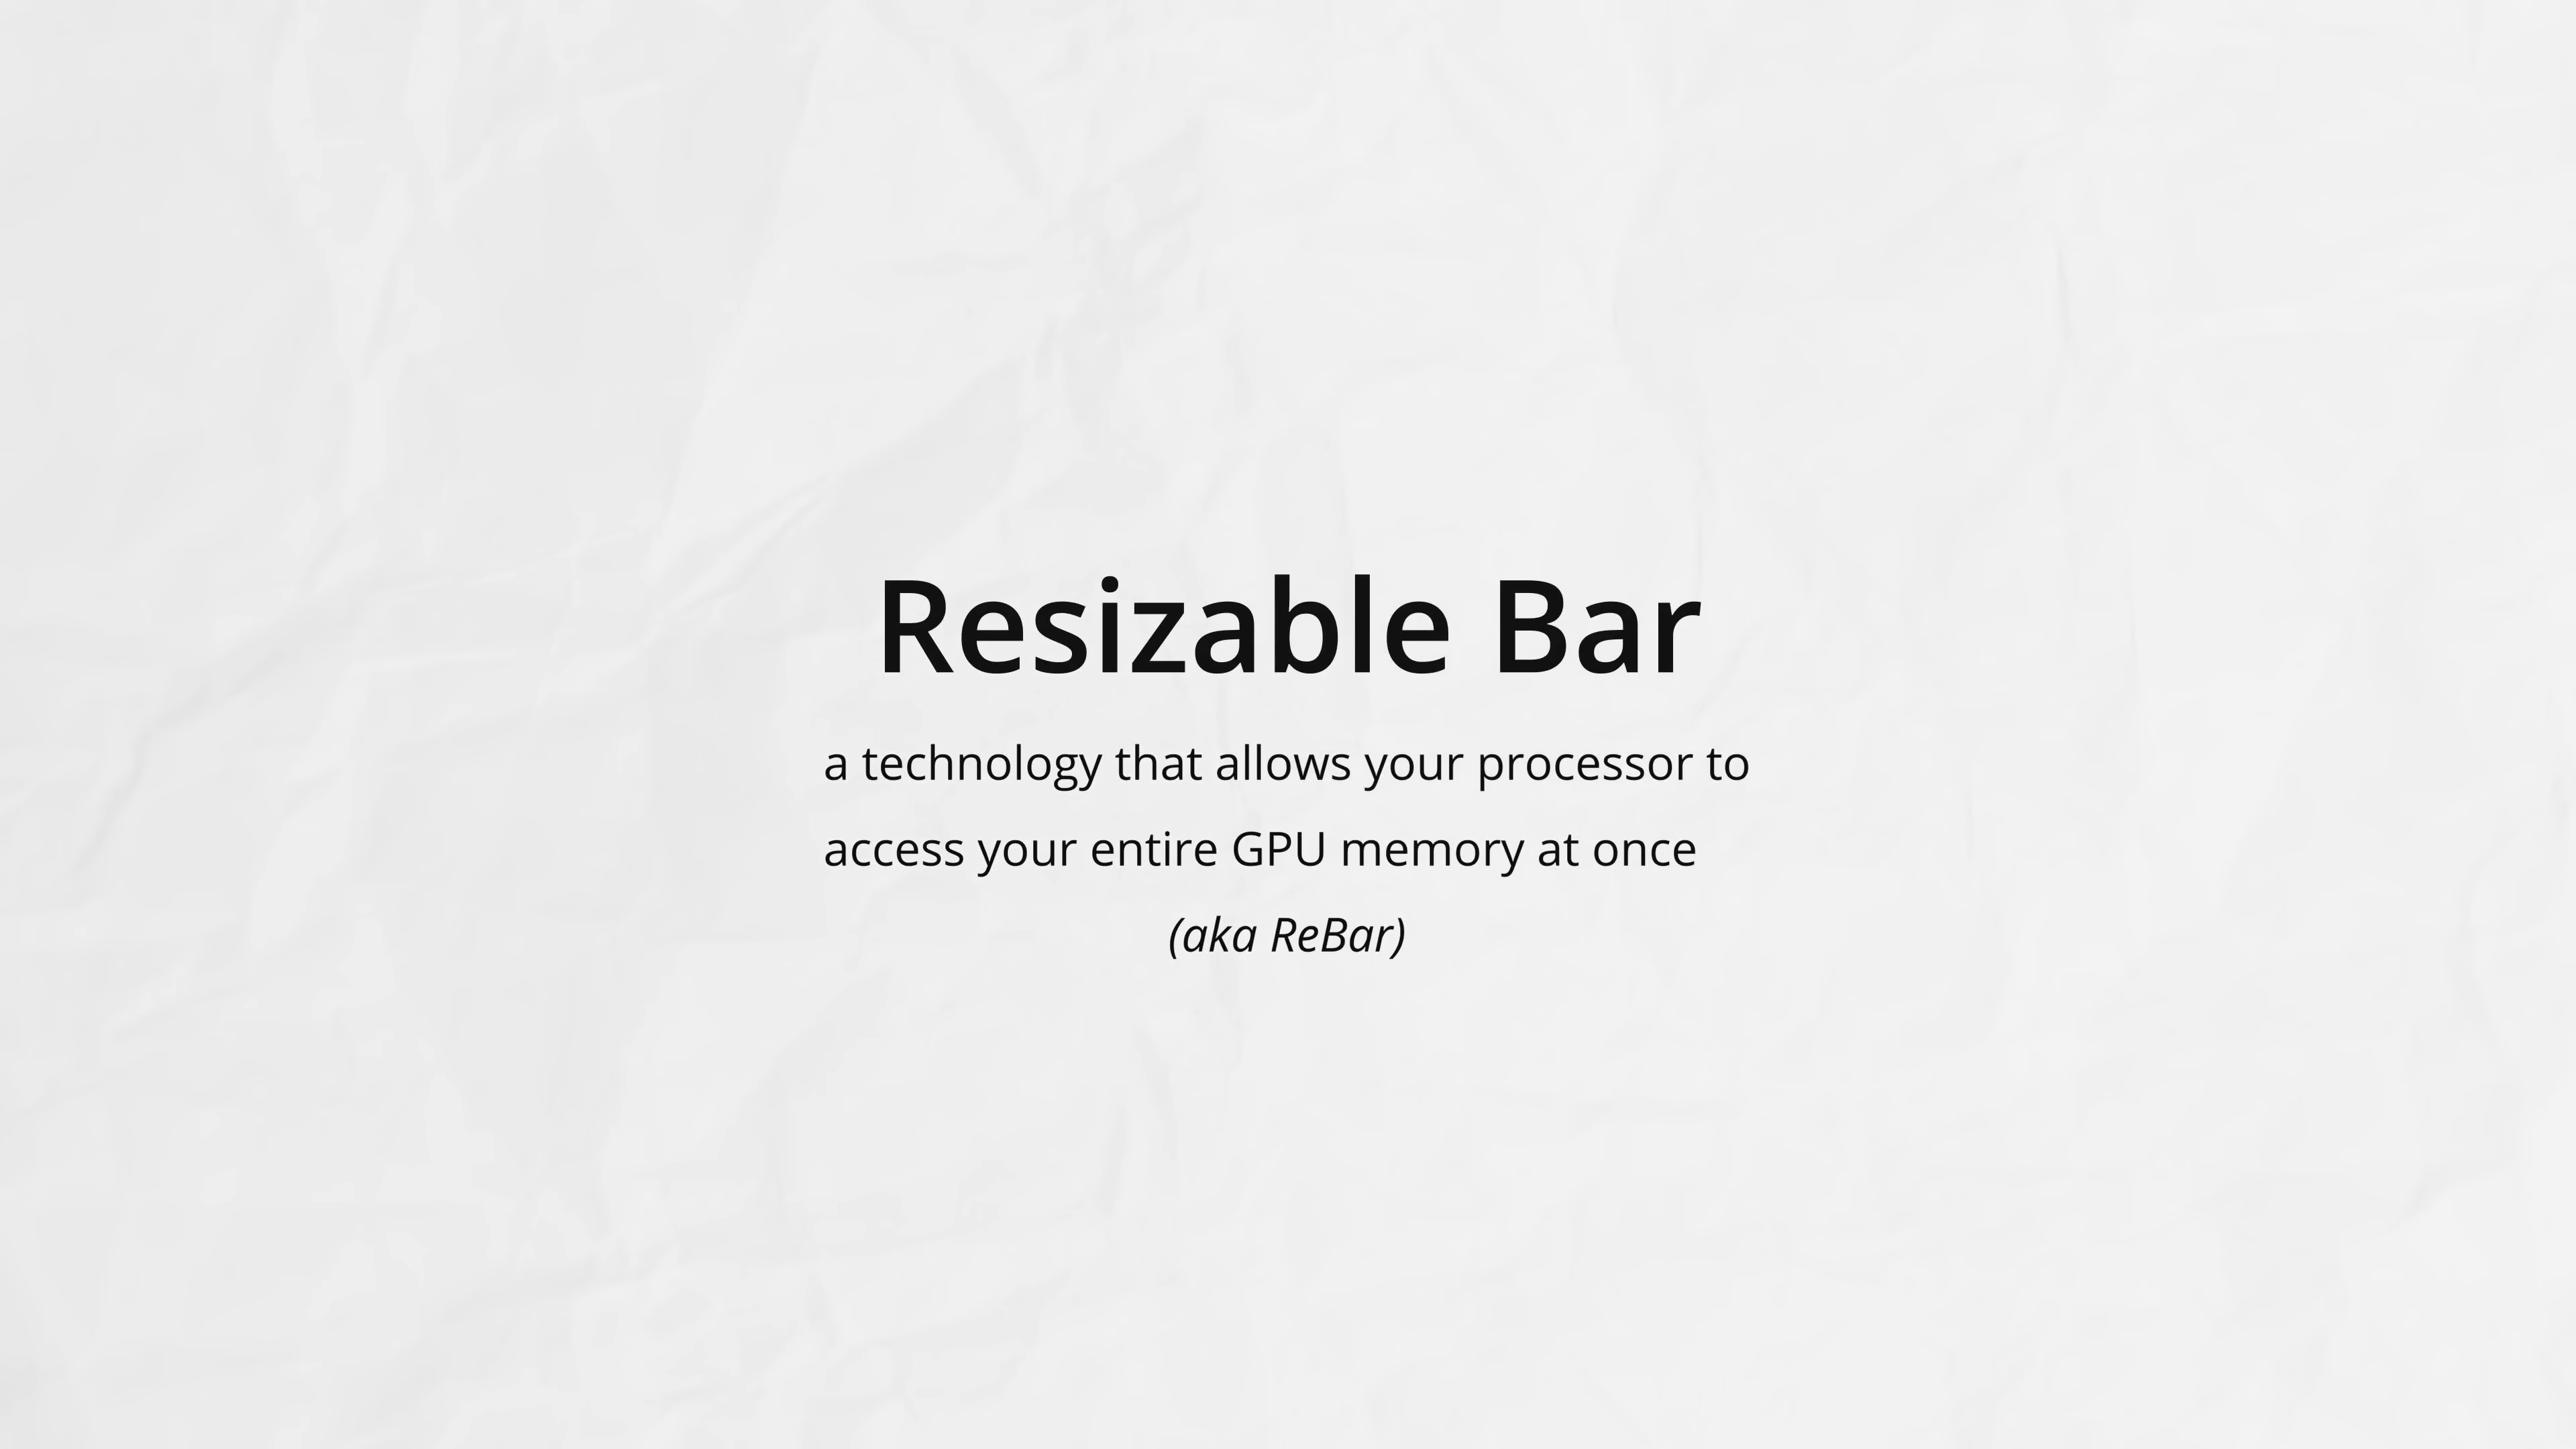 Resizable Bar
a technology that allows your processor to
access your entire GPU memory at once
(aka ReBar)